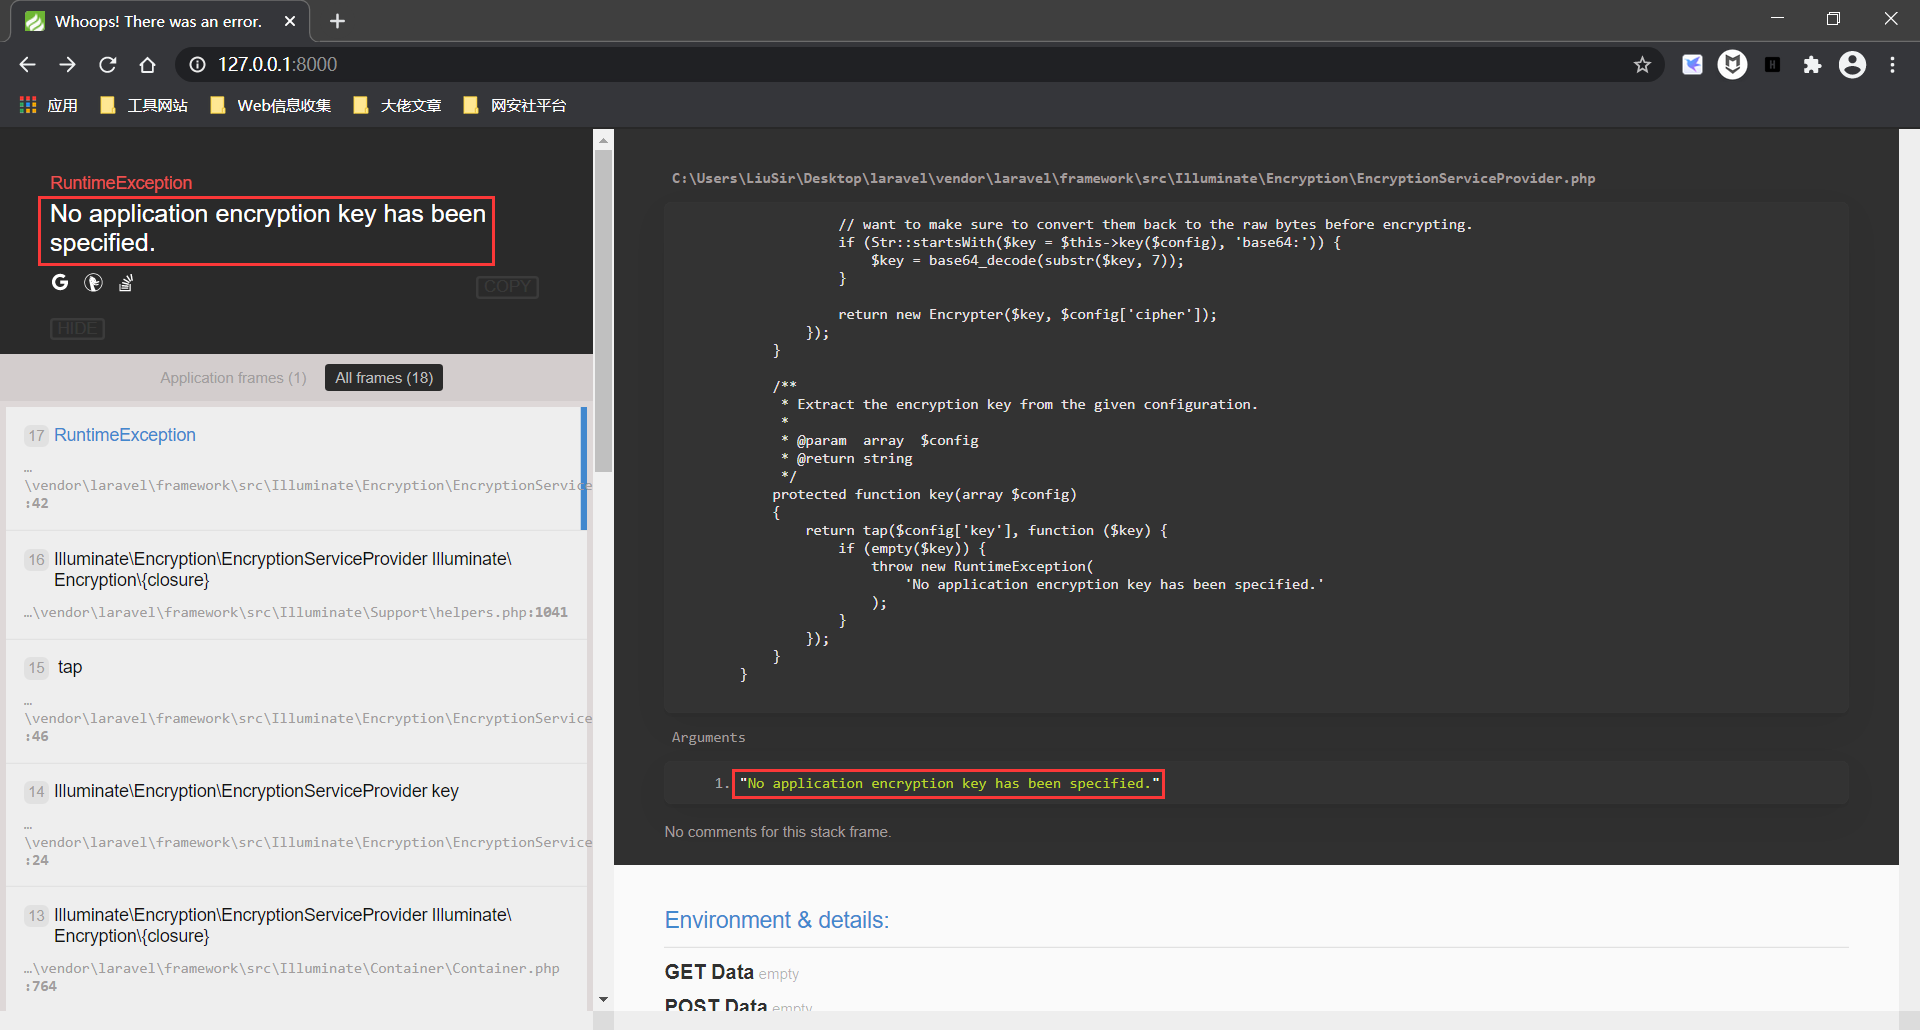 Whoops! There was an error.
127.0.0.1:8000
应用
工具网站
Web信息收集
大佬文章
网安社平台
RuntimeException
No application encryption key has been
specified.
COPY
HIDE
Application frames (1)
All frames (18)
17 RuntimeException
…
\vendor\laravel\framework\src\Illuminate\Encryption\EncryptionService
:42
16 Illuminate\Encryption\EncryptionServiceProvider Illuminate\
Encryption\{closure}
…\vendor\laravel\framework\src\Illuminate\Support\helpers.php:1041
15 tap
…
\vendor\laravel\framework\src\Illuminate\Encryption\EncryptionService
:46
14 Illuminate\Encryption\EncryptionServiceProvider key
…
\vendor\laravel\framework\src\Illuminate\Encryption\EncryptionService
:24
13 Illuminate\Encryption\EncryptionServiceProvider Illuminate\
Encryption\{closure}
…\vendor\laravel\framework\src\Illuminate\Container\Container.php
:764
C:\Users\LiuSir\Desktop\laravel\vendor\laravel\framework\src\Illuminate\Encryption\EncryptionServiceProvider.php
// want to make sure to convert them back to the raw bytes before encrypting.
if (Str::startsWith($key = $this->key($config), 'base64:')) {
$key = base64_decode(substr($key, 7));
}
return new Encrypter($key, $config['cipher']);
});
}
/**
* Extract the encryption key from the given configuration.
*
* @param  array  $config
* @return string
*/
protected function key(array $config)
{
return tap($config['key'], function ($key) {
if (empty($key)) {
throw new RuntimeException(
'No application encryption key has been specified.'
);
}
});
}
}
Arguments
1. "No application encryption key has been specified."
No comments for this stack frame.
Environment & details:
GET Data empty
POST Data empty